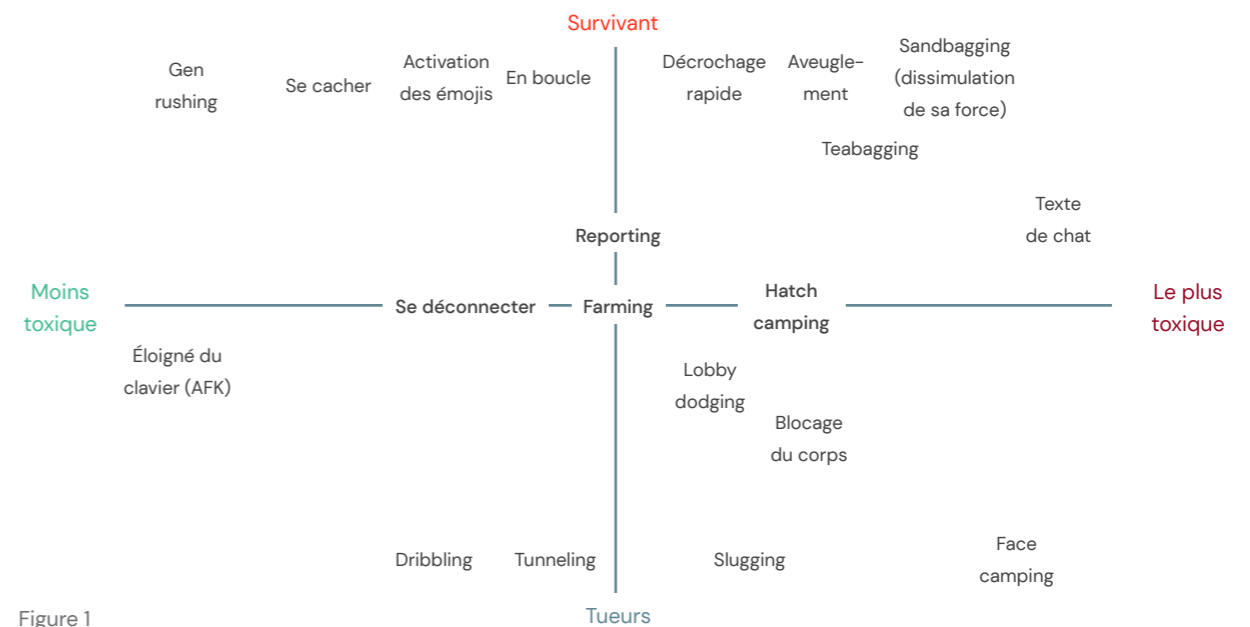 Survivant
Gen
rushing
Se cacher
Activation
des émojis
En boucle
Décrochage
rapide
Aveugle-
ment
Sandbagging
(dissimulation
de sa force)
Teabagging
Texte
de chat
Reporting
Moins
toxique
Se déconnecter
Farming
Hatch
camping
Le plus
toxique
Éloigné du
clavier (AFK)
Lobby
dodging
Blocage
du corps
Dribbling
Tunneling
Slugging
Face
camping
Tueurs
Figure 1